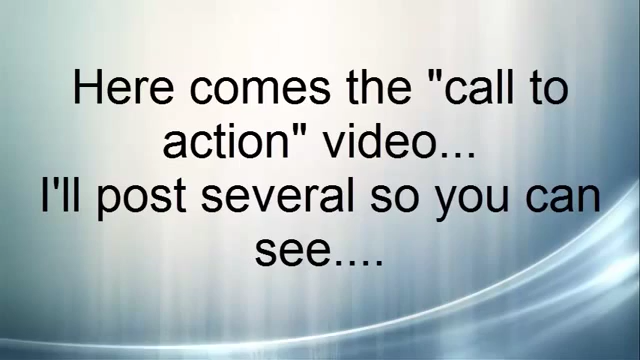 Here comes the "call to
action" video...
I'll post several so you can
see....